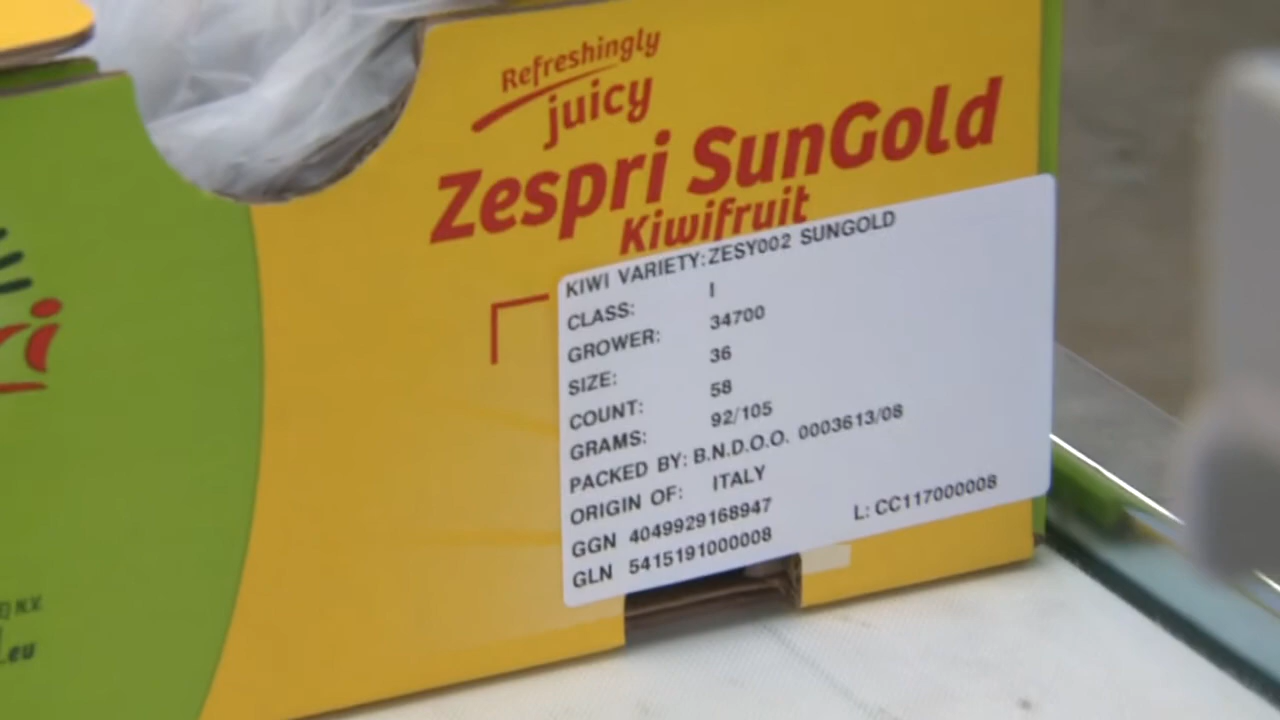 Refreshingly
juicy
Zespri SunGold
Kiwifruit
KIWI VARIETY: ZESY002 SUNGOLD
CLASS: I
GROWER: 34700
SIZE: 36
COUNT: 58
GRAMS: 92/105
PACKED BY: B.N.D.O.O. 0003613/08
ORIGIN OF: ITALY
GGN 4049929168947
L: CC117000008
GLN 5415191000008
N.V.
.eu